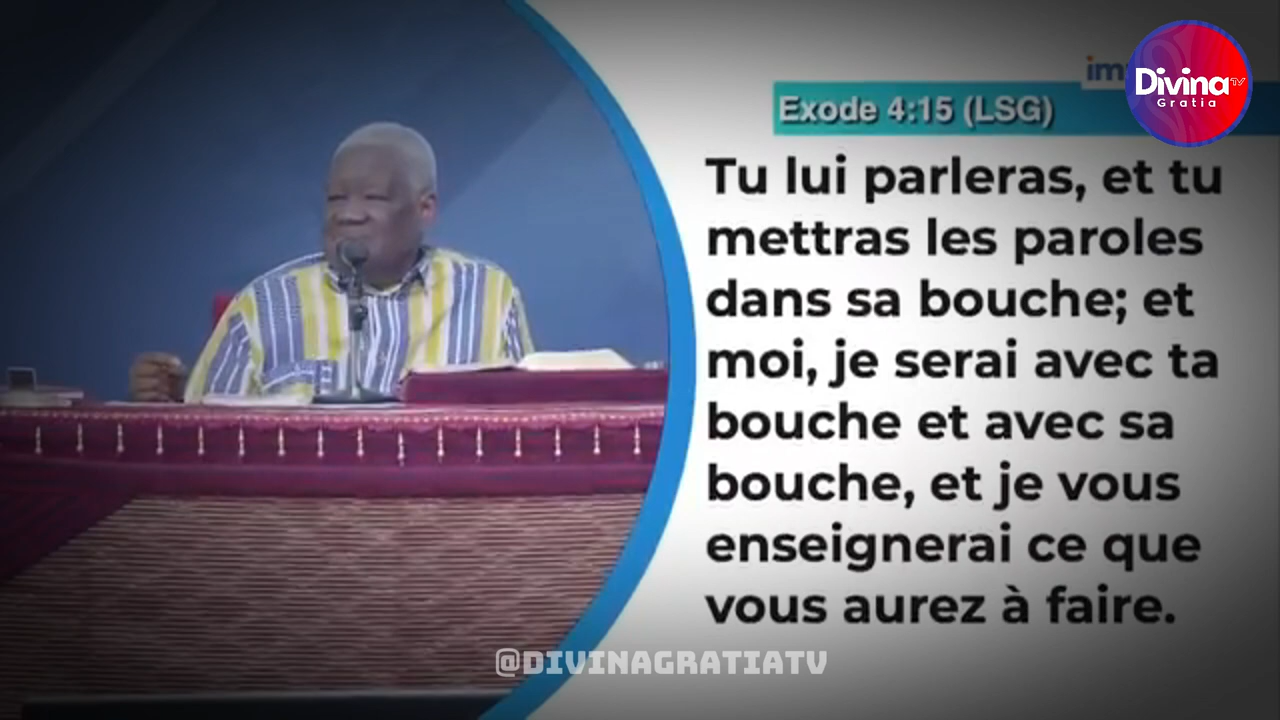 Divina TV
Gratia
Exode 4:15 (LSG)
Tu lui parleras, et tu
mettras les paroles
dans sa bouche; et
moi, je serai avec ta
bouche et avec sa
bouche, et je vous
enseignerai ce que
vous aurez à faire.
@DIVINAGRATIATV